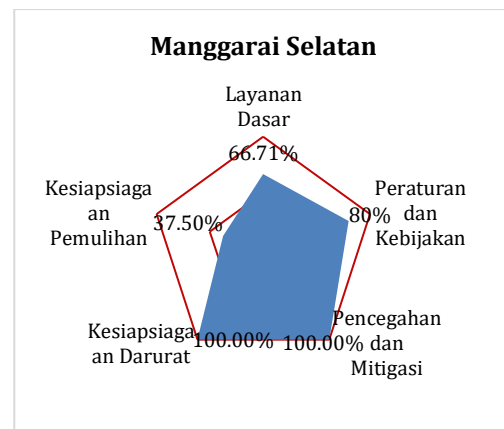 Manggarai Selatan
Layanan
Dasar
66.71%
Peraturan
dan
Kebijakan
80%
Pencegahan
dan
Mitigasi
100.00%
Kesiapsiaga
an Darurat
100.00%
Kesiapsiaga
an
Pemulihan
37.50%